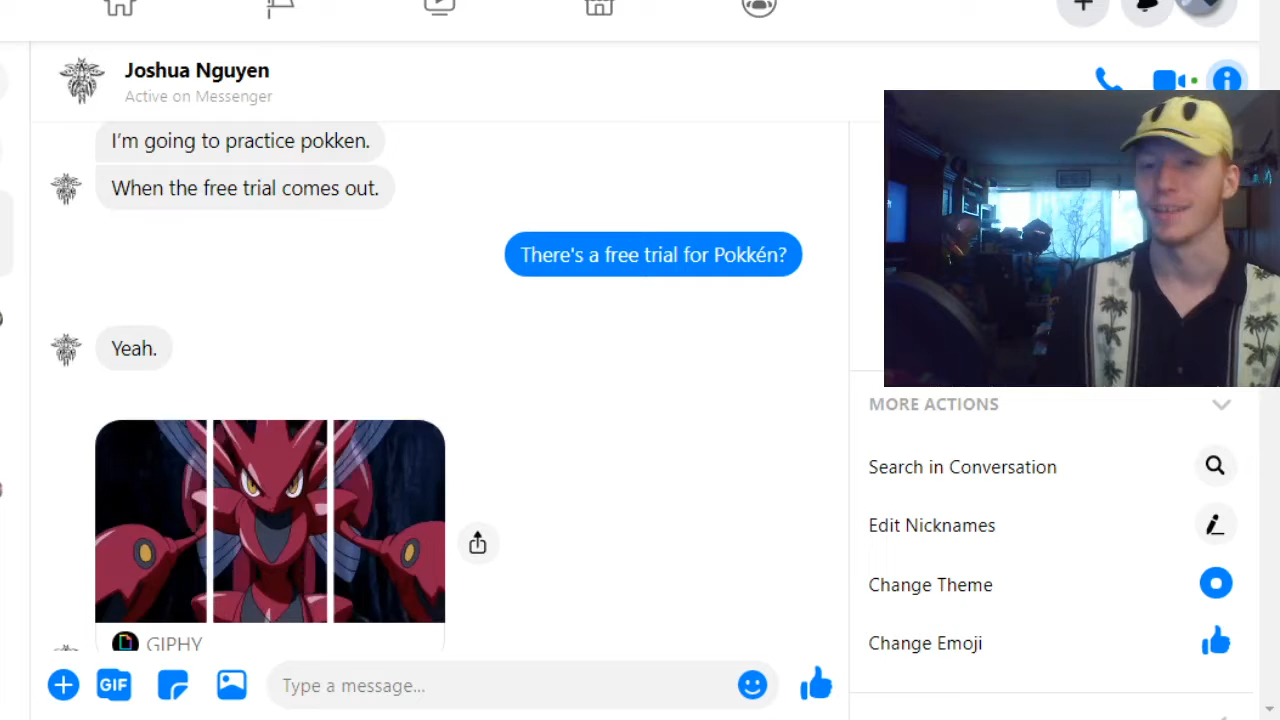 Joshua Nguyen
Active on Messenger
I'm going to practice pokken.
When the free trial comes out.
There's a free trial for Pokkén?
Yeah.
GIPHY
GIF
Type a message...
MORE ACTIONS
Search in Conversation
Edit Nicknames
Change Theme
Change Emoji